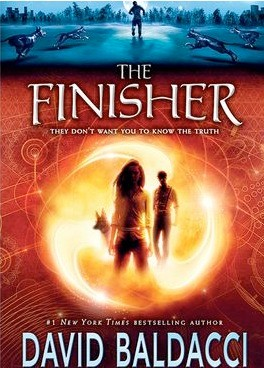 THE
FINISHER
THEY DON'T WANT YOU TO KNOW THE TRUTH
#1 NEW YORK TIMES BESTSELLING AUTHOR
DAVID BALDACCI